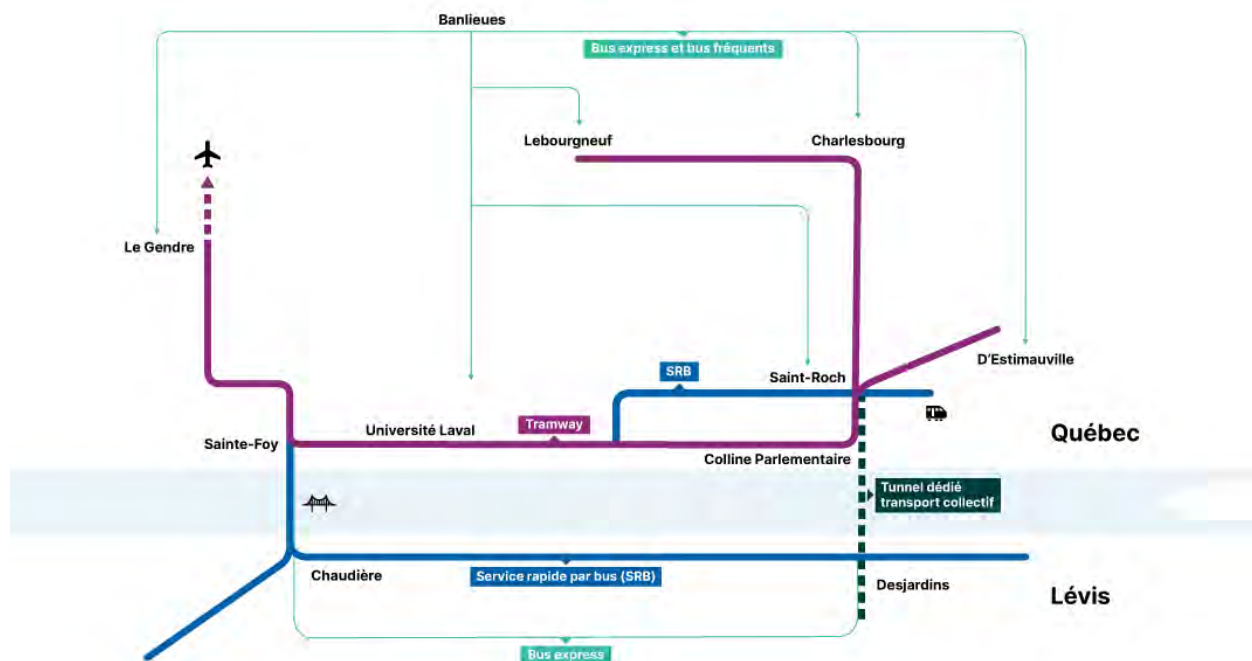 Banlieues
Bus express et bus fréquents
Lebourgneuf
Charlesbourg
Le Gendre
D'Estimauville
SRB
Saint-Roch
Université Laval
Tramway
Sainte-Foy
Colline Parlementaire
Québec
Tunnel dédié
transport collectif
Chaudière
Service rapide par bus (SRB)
Desjardins
Lévis
Bus express